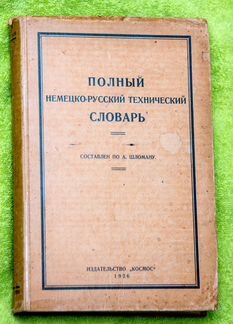 ПОЛНЫЙ
НЕМЕЦКО-РУССКИЙ ТЕХНИЧЕСКИЙ
СЛОВАРЬ
СОСТАВЛЕН ПО А. ШЛОМАНУ.
ИЗДАТЕЛЬСТВО „КОСМОС"
1926